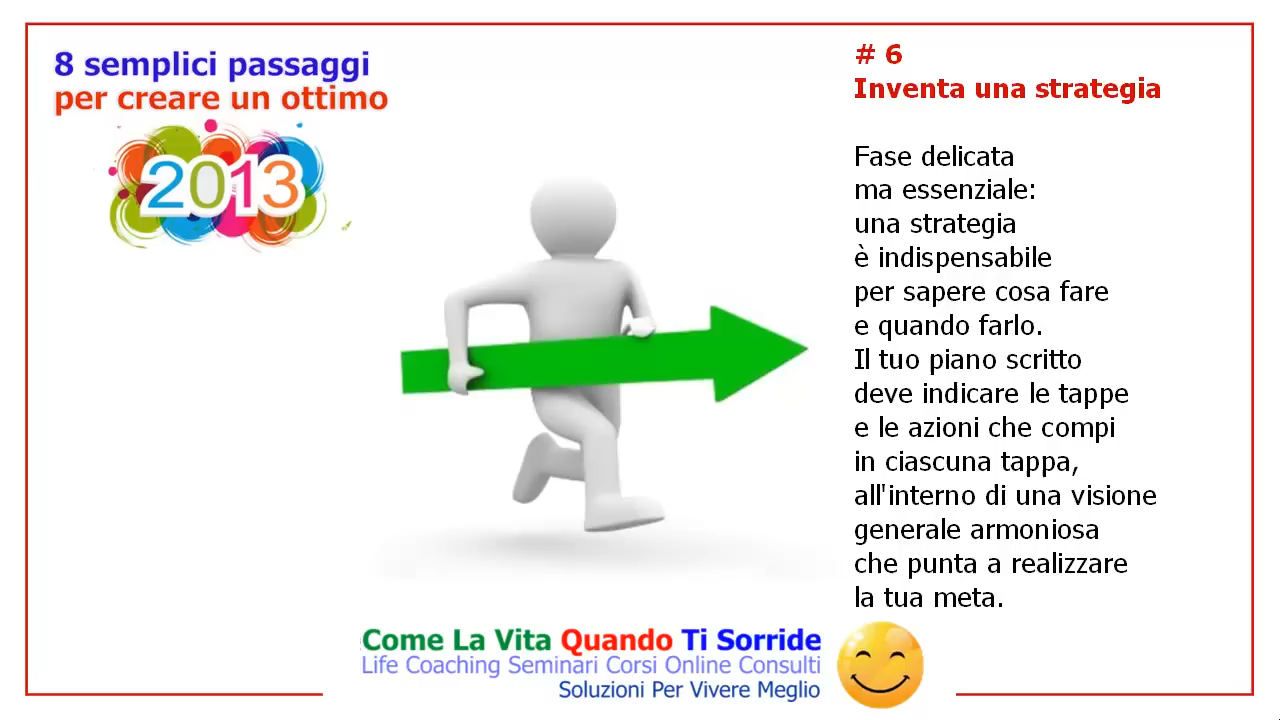 8 semplici passaggi
per creare un ottimo
2013
# 6
Inventa una strategia
Fase delicata
ma essenziale:
una strategia
è indispensabile
per sapere cosa fare
e quando farlo.
Il tuo piano scritto
deve indicare le tappe
e le azioni che compi
in ciascuna tappa,
all'interno di una visione
generale armoniosa
che punta a realizzare
la tua meta.
Come La Vita Quando Ti Sorride
Life Coaching Seminari Corsi Online Consulti
Soluzioni Per Vivere Meglio